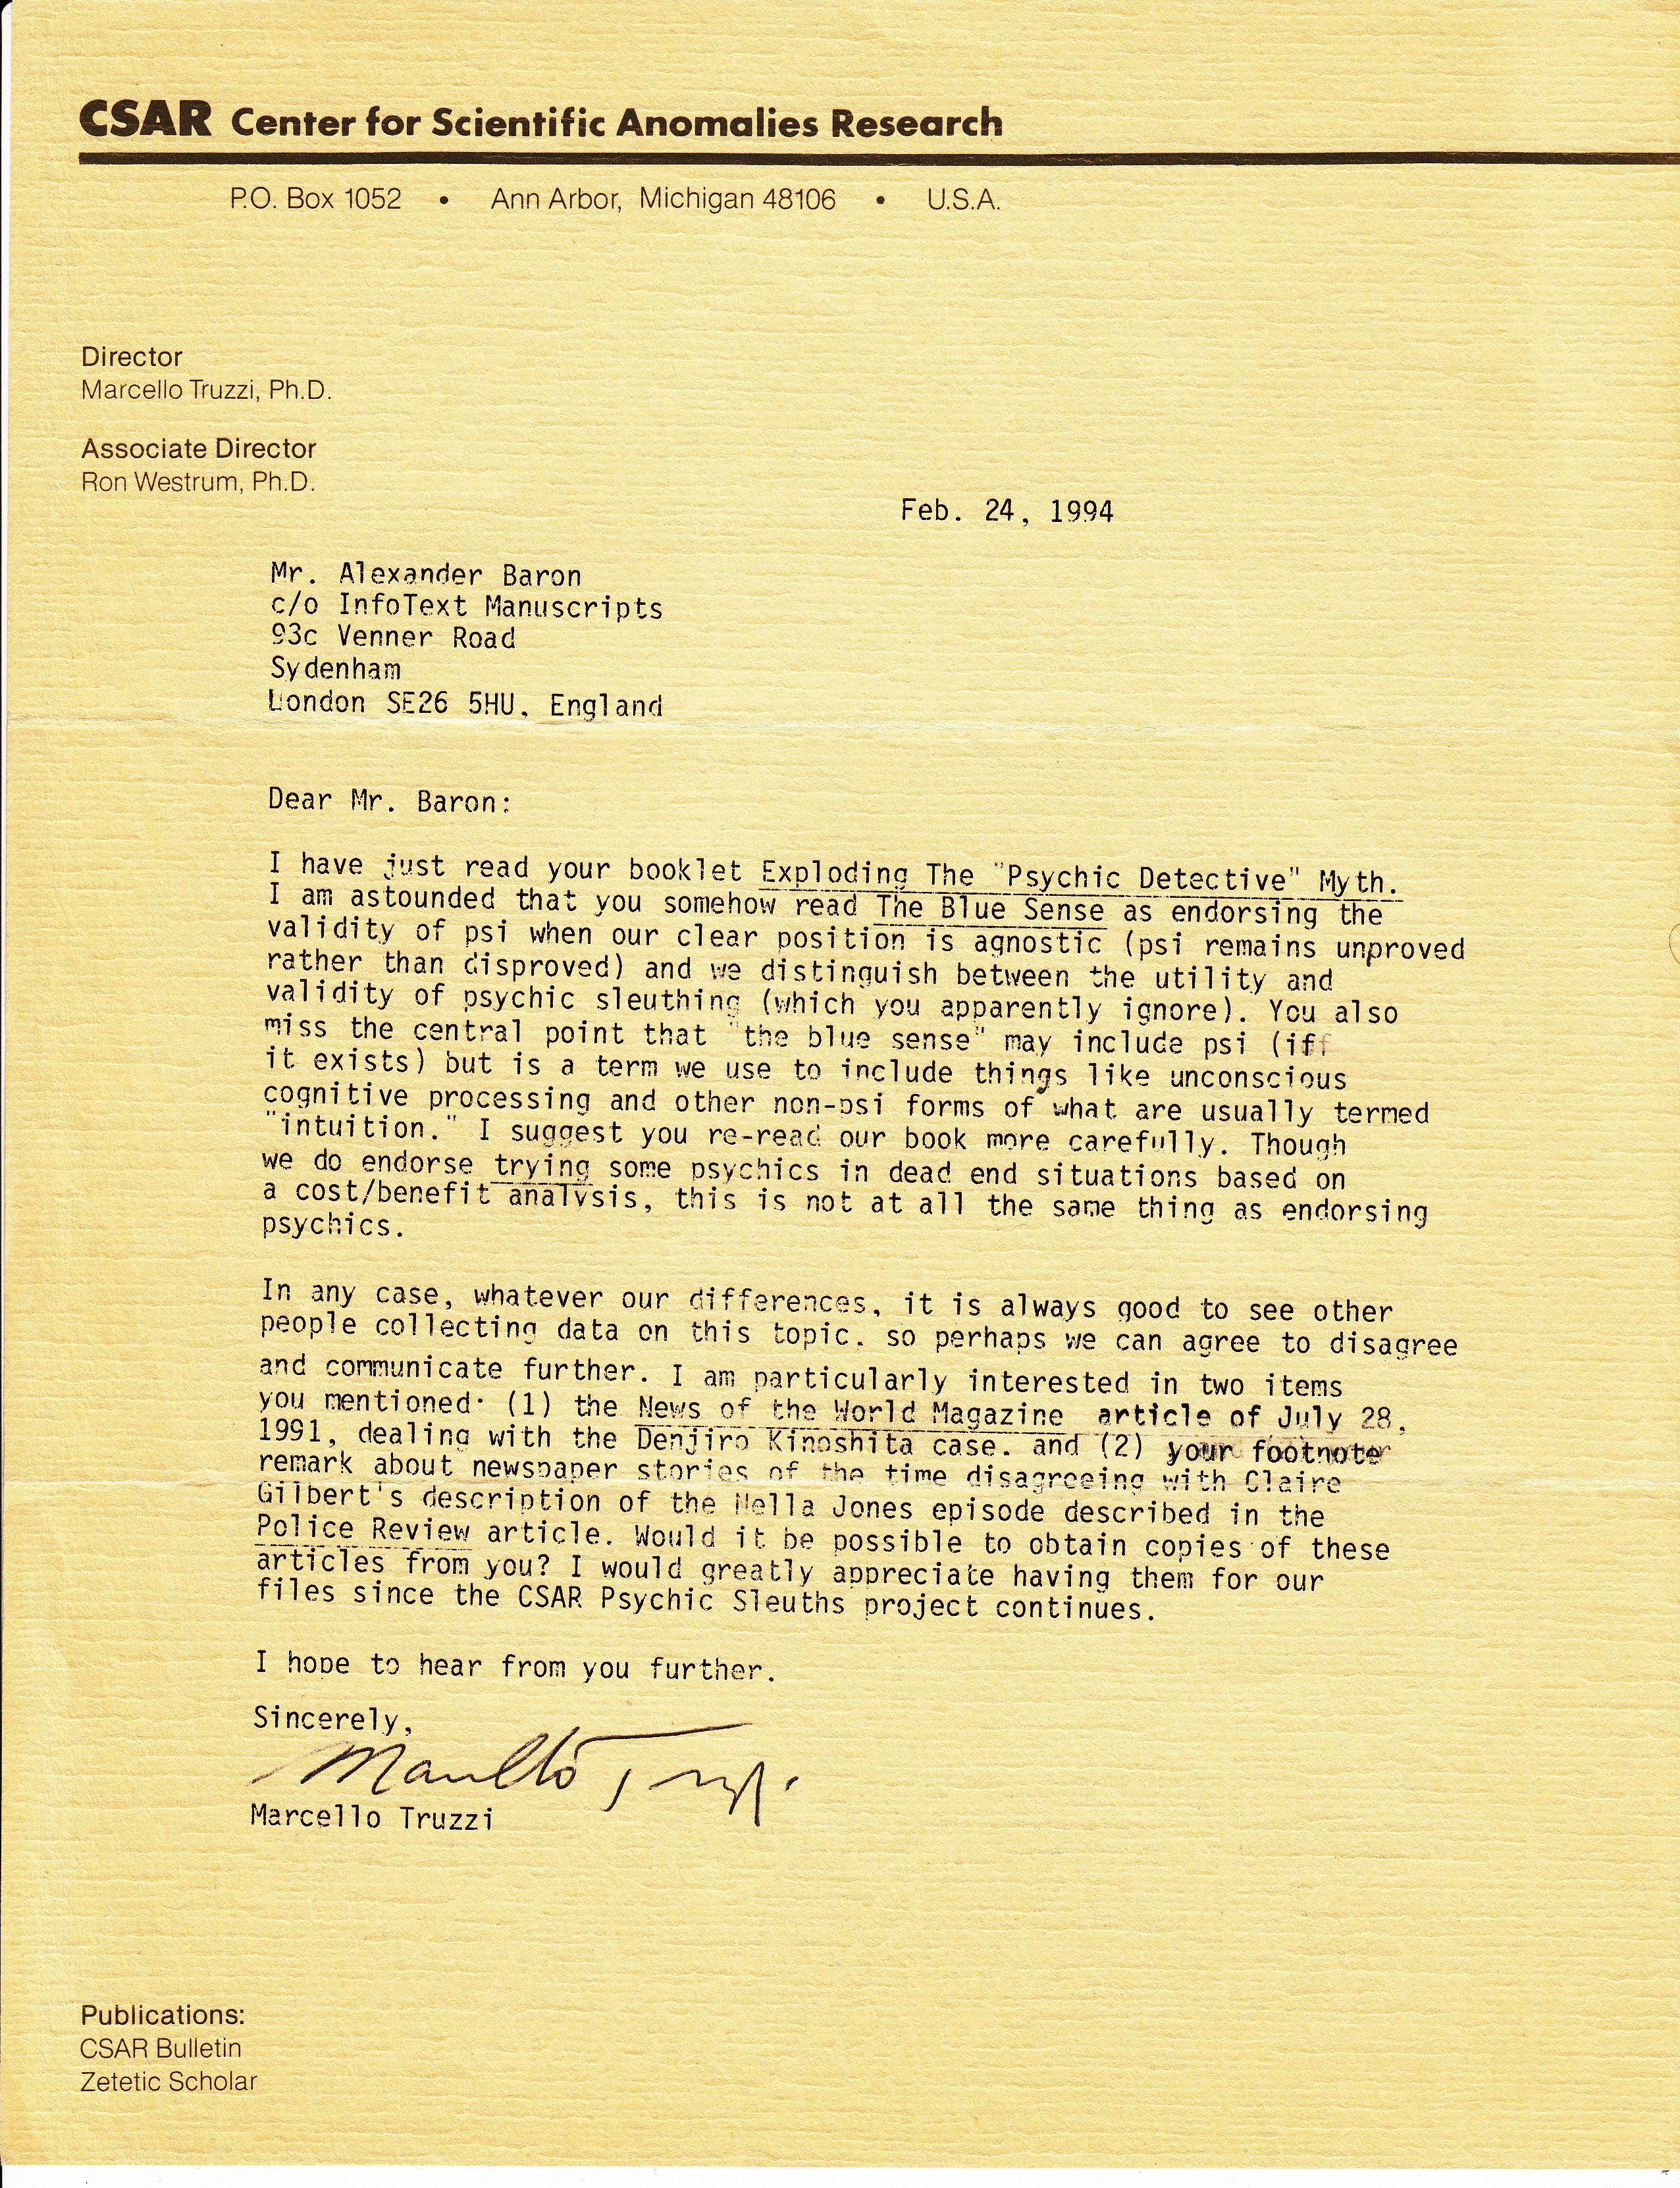 CSAR Center for Scientific Anomalies Research
P.O. Box 1052 • Ann Arbor, Michigan 48106 • U.S.A.
Director
Marcello Truzzi, Ph.D.
Associate Director
Ron Westrum, Ph.D.
Feb. 24, 1994
Mr. Alexander Baron
c/o InfoText Manuscripts
93c Venner Road
Sydenham
London SE26 5HU, England
Dear Mr. Baron:
I have just read your booklet Exploding The "Psychic Detective" Myth.
I am astounded that you somehow read The Blue Sense as endorsing the
validity of psi when our clear position is agnostic (psi remains unproved
rather than disproved) and we distinguish between the utility and
validity of psychic sleuthing (which you apparently ignore). You also
miss the central point that "the blue sense" may include psi (iff
it exists) but is a term we use to include things like unconscious
cognitive processing and other non-psi forms of what are usually termed
"intuition." I suggest you re-read our book more carefully. Though
we do endorse trying some psychics in dead end situations based on
a cost/benefit analysis, this is not at all the same thing as endorsing
psychics.
In any case, whatever our differences, it is always good to see other
people collecting data on this topic. so perhaps we can agree to disagree
and communicate further. I am particularly interested in two items
you mentioned: (1) the News of the World Magazine article of July 28,
1991, dealing with the Denjiro Kinoshita case. and (2) your footnote
remark about newspaper stories of the time disagreeing with Claire
Gilbert's description of the Nella Jones episode described in the
Police Review article. Would it be possible to obtain copies of these
articles from you? I would greatly appreciate having them for our
files since the CSAR Psychic Sleuths project continues.
I hope to hear from you further.
Sincerely,
Marcello Truzzi
Marcello Truzzi
Publications:
CSAR Bulletin
Zetetic Scholar